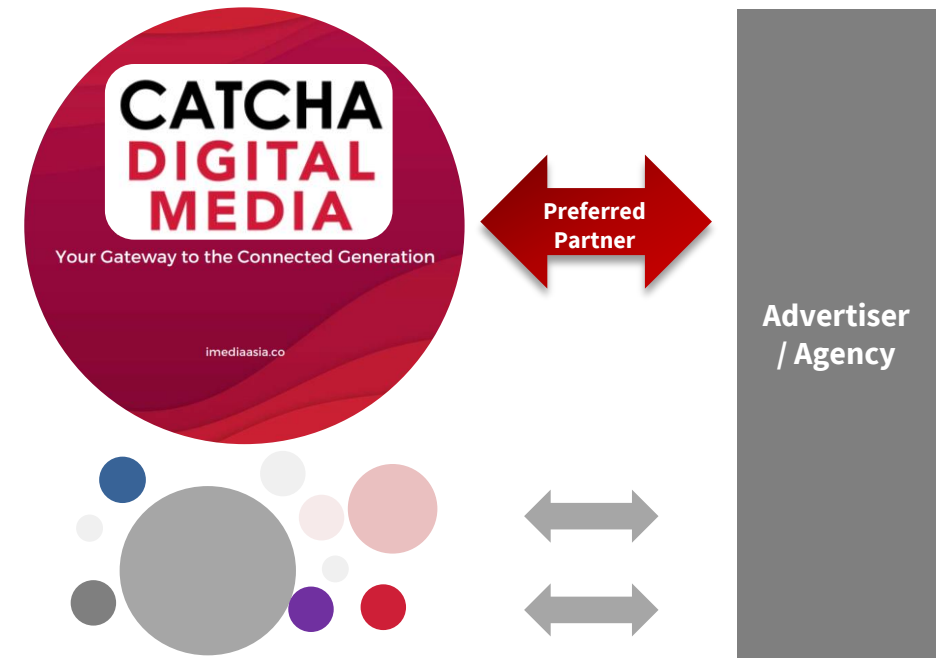 CATCHA
DIGITAL
MEDIA
Your Gateway to the Connected Generation
imediaasia.co
Preferred
Partner
Advertiser
/ Agency